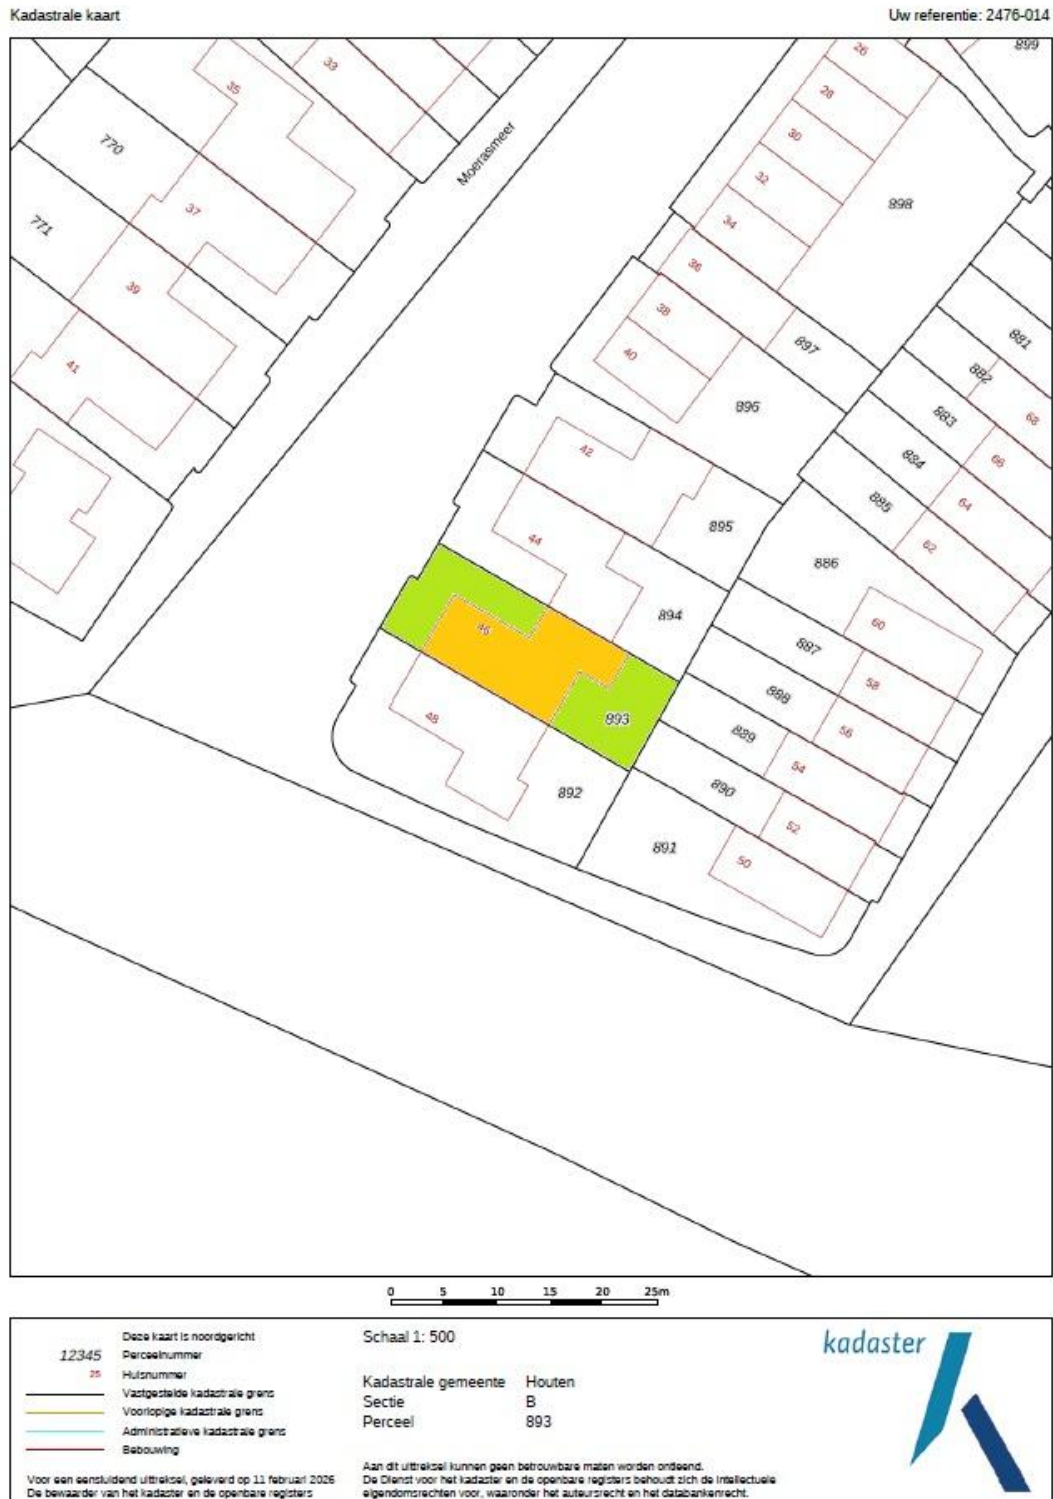 Kadastrale kaart
Uw referentie: 2476-014
899
26
33
35
28
Moerasmeer
30
770
32
898
37
34
771
36
39
38
881
897
40
41
882
896
68
883
42
66
884
885
64
895
44
62
886
894
60
46
887
58
888
48
893
56
889
54
890
892
52
891
50
0 5 10 15 20 25m
Deze kaart is noordgericht
12345 Perceelnummer
25 Huisnummer
Vastgestelde kadastrale grens
Voorlopige kadastrale grens
Administratieve kadastrale grens
Bebouwing
Voor een eensluidend uittreksel, geleverd op 11 februari 2026
De bewaarder van het kadaster en de openbare registers
Schaal 1: 500
Kadastrale gemeente Houten
Sectie B
Perceel 893
Aan dit uittreksel kunnen geen betrouwbare maten worden ontleend.
De Dienst voor het kadaster en de openbare registers behoudt zich de intellectuele
eigendomsrechten voor, waaronder het auteursrecht en het databankenrecht.
kadaster